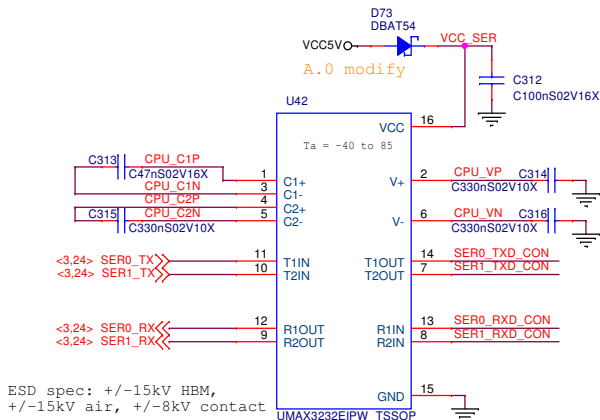 D73
DBAT54
VCC5V
VCC_SER
A.0 modify
C312
C100nS02V16X
U42
16
VCC
Ta = -40 to 85
C313
CPU_C1P
C47nS02V16X
1
C1+
CPU_C1N
3
C1-
CPU_C2P
4
C2+
C315
CPU_C2N
5
C2-
C330nS02V10X
2
V+
CPU_VP
C314
C330nS02V10X
6
V-
CPU_VN
C316
C330nS02V10X
<3,24> SER0_TX
11
T1IN
<3,24> SER1_TX
10
T2IN
T1OUT
14
SER0_TXD_CON
T2OUT
7
SER1_TXD_CON
<3,24> SER0_RX
12
R1OUT
<3,24> SER1_RX
9
R2OUT
R1IN
13
SER0_RXD_CON
R2IN
8
SER1_RXD_CON
GND
15
ESD spec: +/-15kV HBM,
+/-15kV air, +/-8kV contact
UMAX3232EIPW_TSSOP